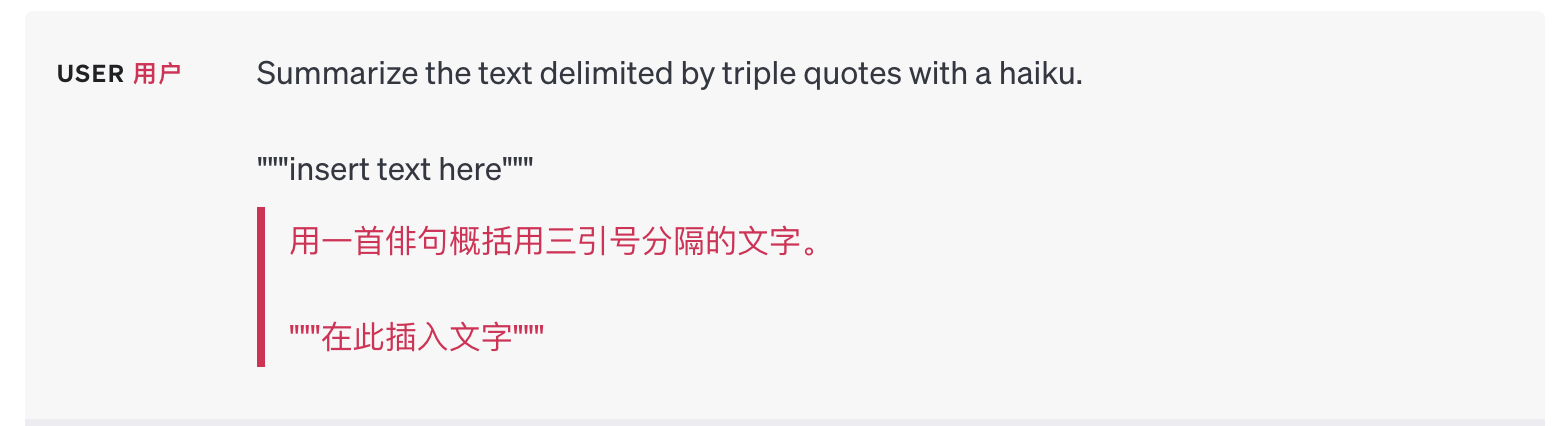 USER 用户
Summarize the text delimited by triple quotes with a haiku.
"""insert text here"""
用一首俳句概括用三引号分隔的文字。
"""在此插入文字"""